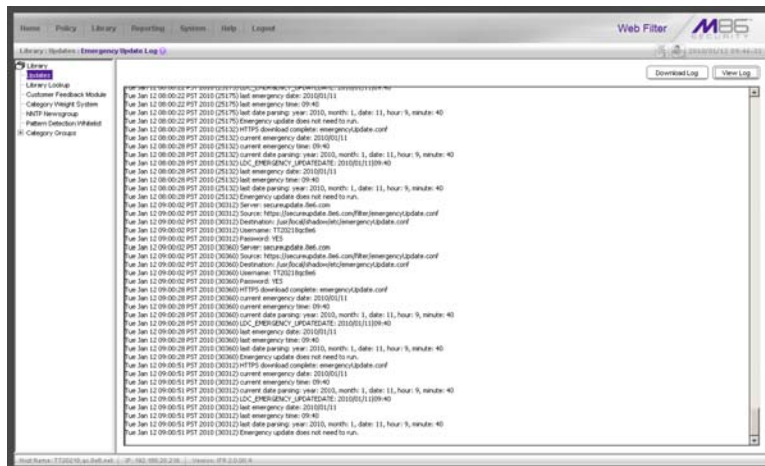 Home Policy Library Reporting System Help Logout
Web Filter
M86
SECURITY
Library : Updates : Emergency Update Log
2010/01/12 09:46:33
Library
Updates
Library Lookup
Customer Feedback Module
Category Weight System
NNTP Newsgroup
Pattern Detection Whitelist
Category Groups
Download Log View Log
Tue Jan 12 08:00:22 PST 2010 (25175) last emergency date: 2010/01/11
Tue Jan 12 08:00:22 PST 2010 (25175) last emergency time: 09:40
Tue Jan 12 08:00:22 PST 2010 (25175) last date parsing: year: 2010, month: 1, date: 11, hour: 9, minute: 40
Tue Jan 12 08:00:22 PST 2010 (25175) Emergency update does not need to run.
Tue Jan 12 08:00:28 PST 2010 (25132) HTTPS download complete: emergencyUpdate.conf
Tue Jan 12 08:00:28 PST 2010 (25132) current emergency date: 2010/01/11
Tue Jan 12 08:00:28 PST 2010 (25132) current emergency time: 09:40
Tue Jan 12 08:00:28 PST 2010 (25132) current date parsing: year: 2010, month: 1, date: 11, hour: 9, minute: 40
Tue Jan 12 08:00:28 PST 2010 (25132) LDC_EMERGENCY_UPDATEDATE: 2010/01/11|09:40
Tue Jan 12 08:00:28 PST 2010 (25132) last emergency date: 2010/01/11
Tue Jan 12 08:00:28 PST 2010 (25132) last emergency time: 09:40
Tue Jan 12 08:00:28 PST 2010 (25132) last date parsing: year: 2010, month: 1, date: 11, hour: 9, minute: 40
Tue Jan 12 08:00:28 PST 2010 (25132) Emergency update does not need to run.
Tue Jan 12 09:00:02 PST 2010 (30312) Server: secureupdate.8e6.com
Tue Jan 12 09:00:02 PST 2010 (30312) Source: https://secureupdate.8e6.com/filter/emergencyUpdate.conf
Tue Jan 12 09:00:02 PST 2010 (30312) Destination: /usr/local/shadow/etc/emergencyUpdate.conf
Tue Jan 12 09:00:02 PST 2010 (30312) Username: TT20218qc8e6
Tue Jan 12 09:00:02 PST 2010 (30312) Password: YES
Tue Jan 12 09:00:02 PST 2010 (30360) Server: secureupdate.8e6.com
Tue Jan 12 09:00:02 PST 2010 (30360) Source: https://secureupdate.8e6.com/filter/emergencyUpdate.conf
Tue Jan 12 09:00:02 PST 2010 (30360) Destination: /usr/local/shadow/etc/emergencyUpdate.conf
Tue Jan 12 09:00:02 PST 2010 (30360) Username: TT20218qc8e6
Tue Jan 12 09:00:02 PST 2010 (30360) Password: YES
Tue Jan 12 09:00:28 PST 2010 (30360) HTTPS download complete: emergencyUpdate.conf
Tue Jan 12 09:00:28 PST 2010 (30360) current emergency date: 2010/01/11
Tue Jan 12 09:00:28 PST 2010 (30360) current emergency time: 09:40
Tue Jan 12 09:00:28 PST 2010 (30360) current date parsing: year: 2010, month: 1, date: 11, hour: 9, minute: 40
Tue Jan 12 09:00:28 PST 2010 (30360) LDC_EMERGENCY_UPDATEDATE: 2010/01/11|09:40
Tue Jan 12 09:00:28 PST 2010 (30360) last emergency date: 2010/01/11
Tue Jan 12 09:00:28 PST 2010 (30360) last emergency time: 09:40
Tue Jan 12 09:00:28 PST 2010 (30360) last date parsing: year: 2010, month: 1, date: 11, hour: 9, minute: 40
Tue Jan 12 09:00:28 PST 2010 (30360) Emergency update does not need to run.
Tue Jan 12 09:00:51 PST 2010 (30312) HTTPS download complete: emergencyUpdate.conf
Tue Jan 12 09:00:51 PST 2010 (30312) current emergency date: 2010/01/11
Tue Jan 12 09:00:51 PST 2010 (30312) current emergency time: 09:40
Tue Jan 12 09:00:51 PST 2010 (30312) current date parsing: year: 2010, month: 1, date: 11, hour: 9, minute: 40
Tue Jan 12 09:00:51 PST 2010 (30312) LDC_EMERGENCY_UPDATEDATE: 2010/01/11|09:40
Tue Jan 12 09:00:51 PST 2010 (30312) last emergency date: 2010/01/11
Tue Jan 12 09:00:51 PST 2010 (30312) last emergency time: 09:40
Tue Jan 12 09:00:51 PST 2010 (30312) last date parsing: year: 2010, month: 1, date: 11, hour: 9, minute: 40
Tue Jan 12 09:00:51 PST 2010 (30312) Emergency update does not need to run.
Host Name: IP: Version: